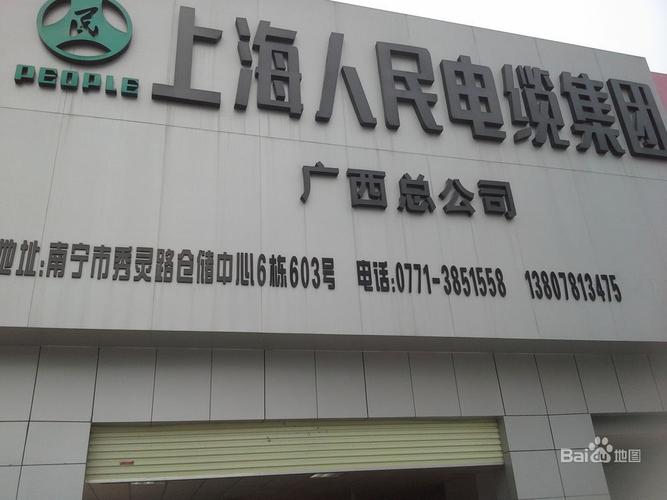 民
PEOPLE
上海人民电缆集团
广西总公司
地址:南宁市秀灵路仓储中心6栋603号 电话:0771-3851558 13807813475
Baidu地图